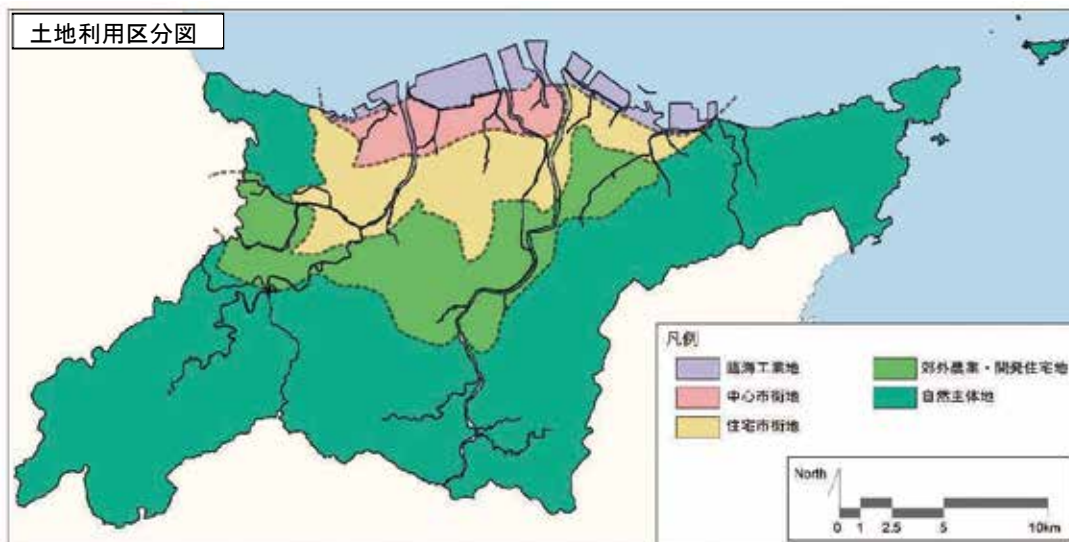 土地利用区分図
凡例
臨海工業地
郊外農業・開発住宅地
中心市街地
自然主体地
住宅市街地
North
0 1 2.5 5 10km